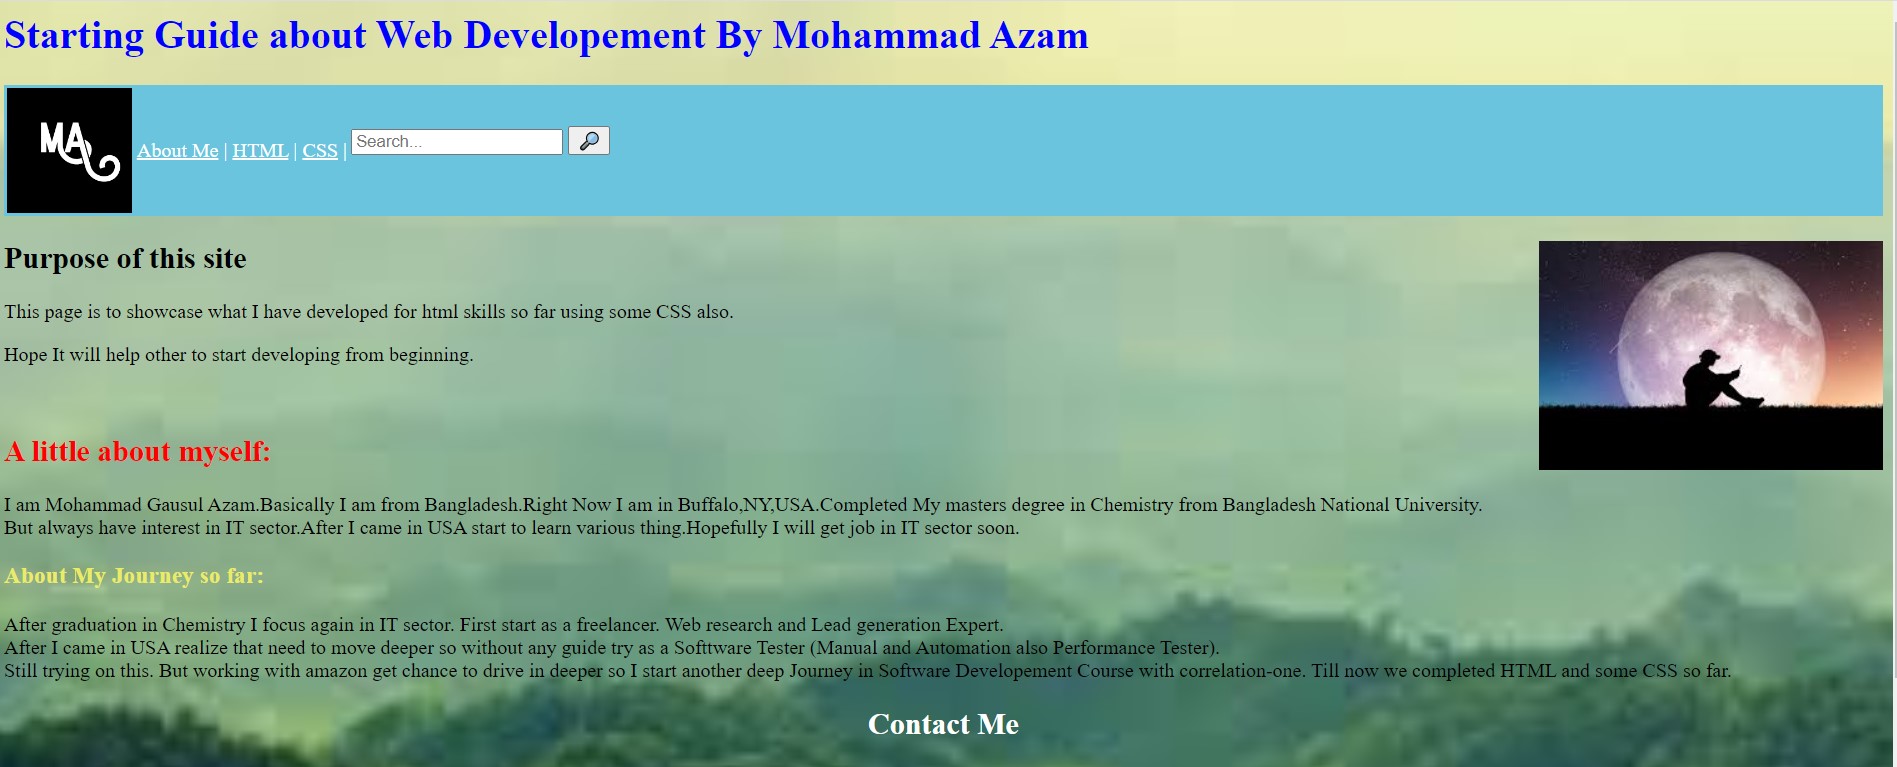 Starting Guide about Web Developement By Mohammad Azam
MA
About Me | HTML | CSS | Search...
Purpose of this site
This page is to showcase what I have developed for html skills so far using some CSS also.
Hope It will help other to start developing from beginning.
A little about myself:
I am Mohammad Gausul Azam.Basically I am from Bangladesh.Right Now I am in Buffalo,NY,USA.Completed My masters degree in Chemistry from Bangladesh National University.
But always have interest in IT sector.After I came in USA start to learn various thing.Hopefully I will get job in IT sector soon.
About My Journey so far:
After graduation in Chemistry I focus again in IT sector. First start as a freelancer. Web research and Lead generation Expert.
After I came in USA realize that need to move deeper so without any guide try as a Softtware Tester (Manual and Automation also Performance Tester).
Still trying on this. But working with amazon get chance to drive in deeper so I start another deep Journey in Software Developement Course with correlation-one. Till now we completed HTML and some CSS so far.
Contact Me